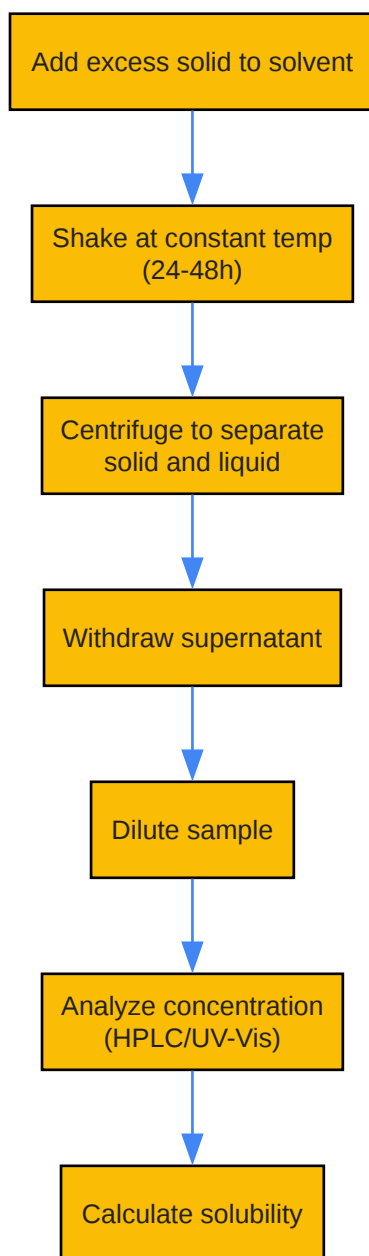 Add excess solid to solvent
Shake at constant temp
(24-48h)
Centrifuge to separate
solid and liquid
Withdraw supernatant
Dilute sample
Analyze concentration
(HPLC/UV-Vis)
Calculate solubility